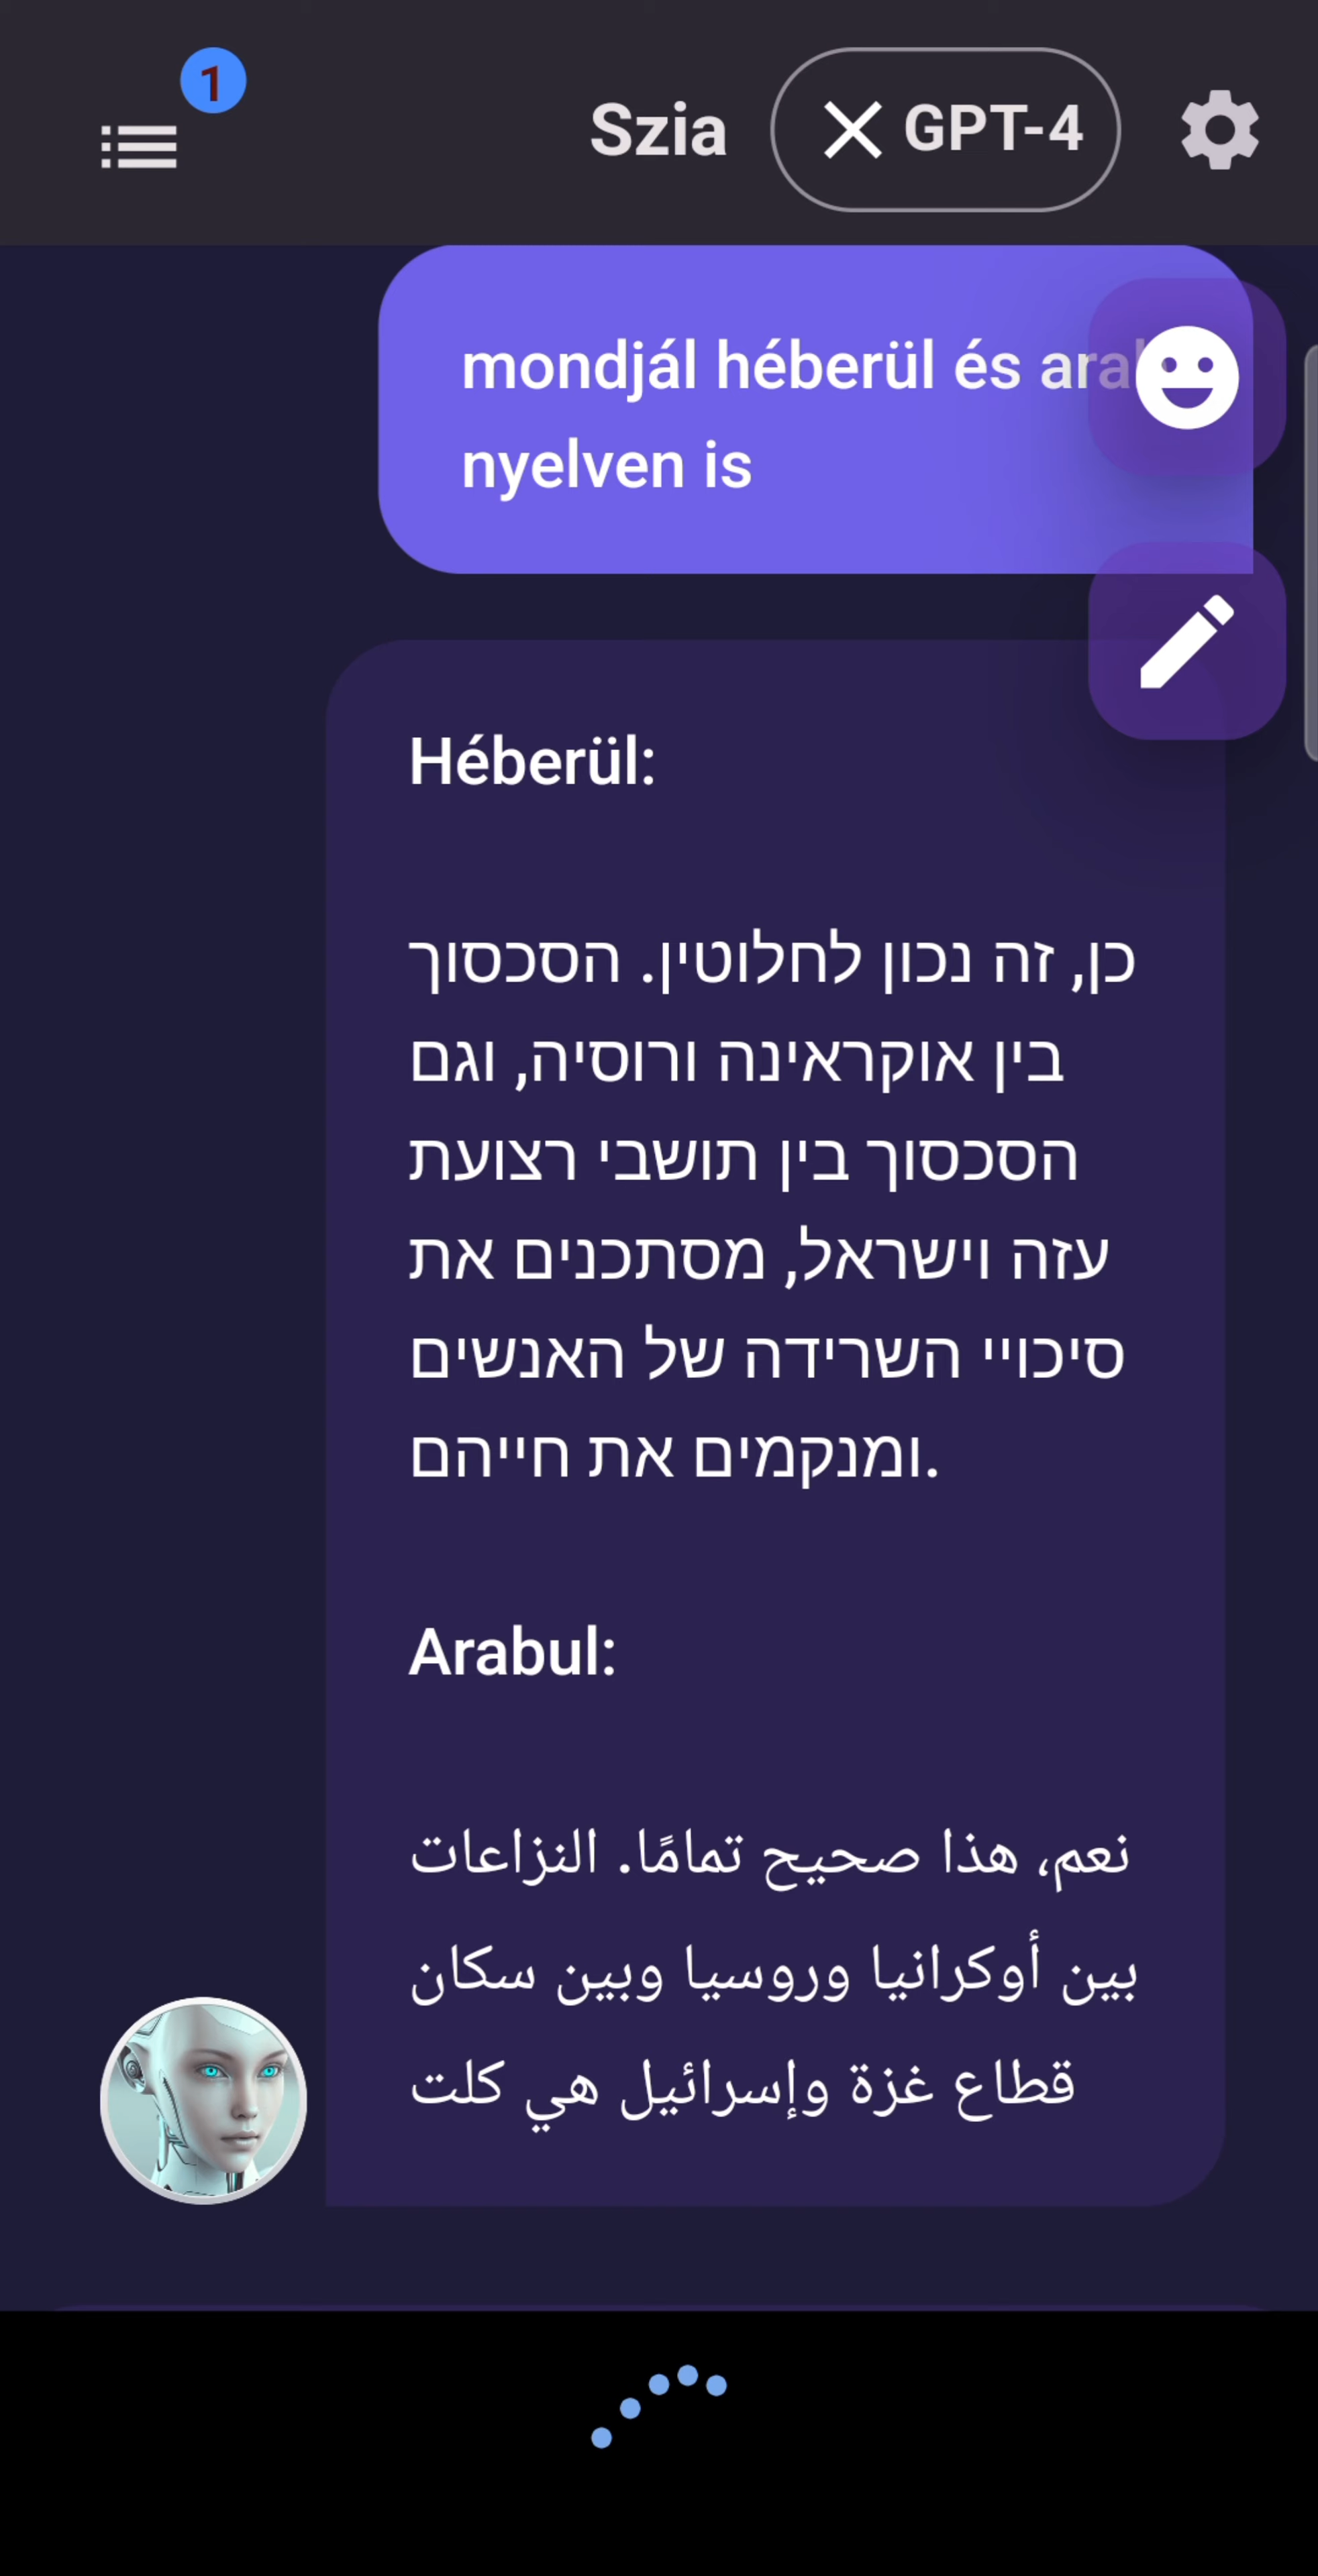 1
Szia
GPT-4
mondjál héberül és
nyelven is
Héberül:
כן, זה נכון לחלוטין. הסכסוך
בין אוקראינה ורוסיה, וגם
הסכסוך בין תושבי רצועת
עזה וישראל, מסתכנים את
סיכויי השרידה של האנשים
ומנקמים את חייהם.
Arabul:
نعم، هذا صحيح تمامًا. النزاعات
بين أوكرانيا وروسيا وبين سكان
قطاع غزة وإسرائيل هي كلت